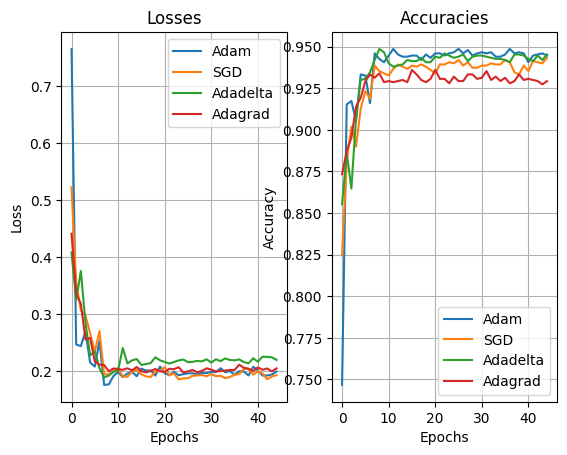 Losses
Loss
0.7
0.6
0.5
0.4
0.3
0.2
Adam
SGD
Adadelta
Adagrad
0
10
20
30
40
Epochs
Accuracies
Accuracy
0.950
0.925
0.900
0.875
0.850
0.825
0.800
0.775
0.750
Adam
SGD
Adadelta
Adagrad
0
10
20
30
40
Epochs